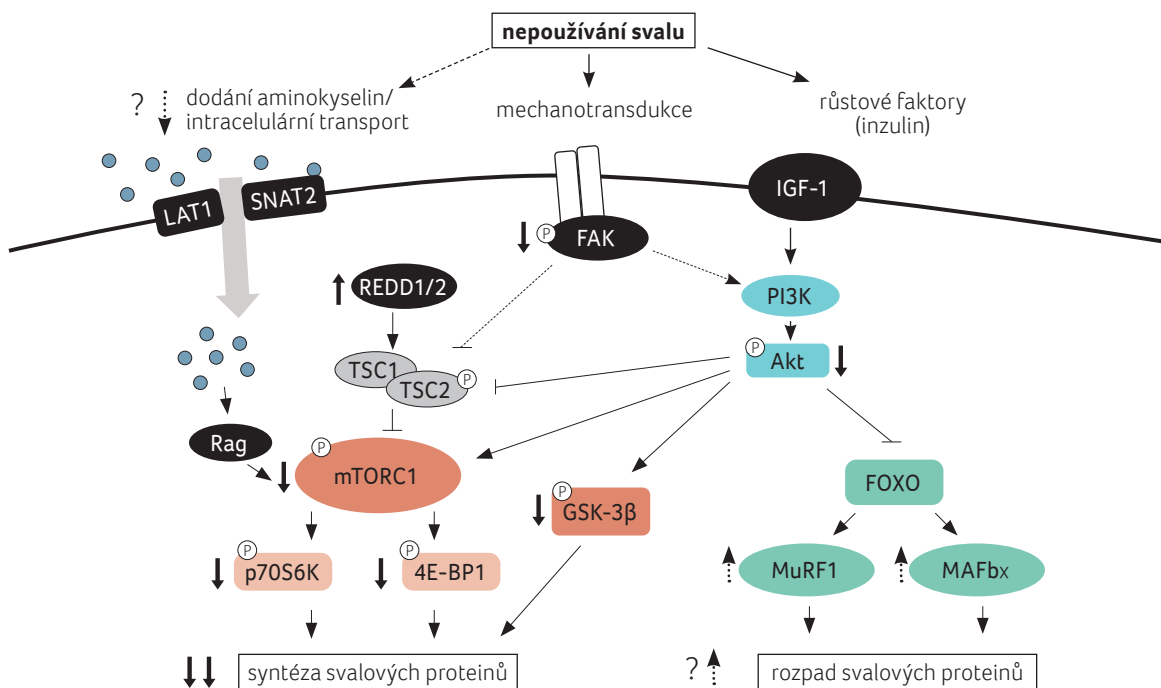 nepoužívání svalu
? dodání aminokyselin/
intracelulární transport
mechanotransdukce
růstové faktory
(inzulin)
LAT1
SNAT2
IGF-1
P
FAK
REDD1/2
PI3K
P
Akt
TSC1
TSC2
P
Rag
P
mTORC1
FOXO
P
GSK-3β
P
p70S6K
P
4E-BP1
MuRF1
MAFbx
syntéza svalových proteinů
? rozpad svalových proteinů